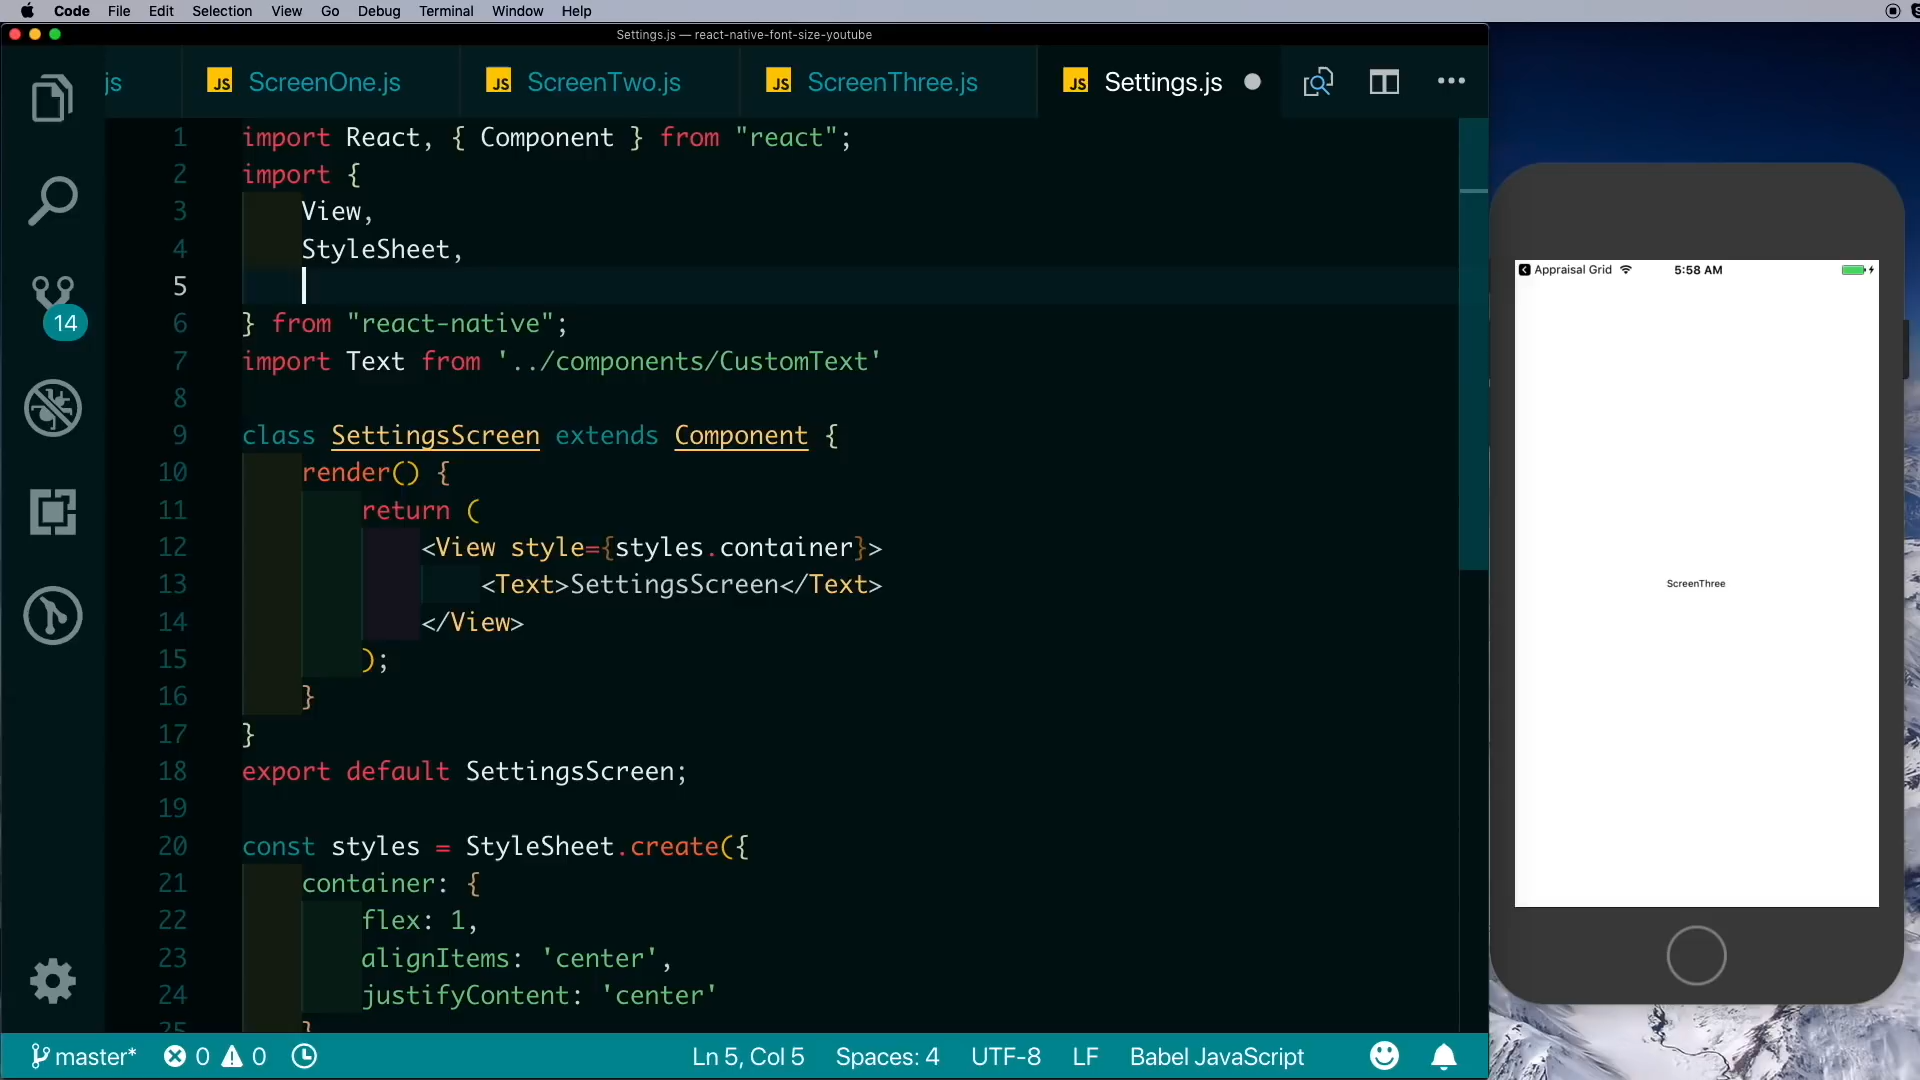 Code File Edit Selection View Go Debug Terminal Window Help
Settings.js — react-native-font-size-youtube
js
JS ScreenOne.js
JS ScreenTwo.js
JS ScreenThree.js
JS Settings.js
1 import React, { Component } from "react";
2 import {
3 View,
4 StyleSheet,
5
6 } from "react-native";
7 import Text from '../components/CustomText'
8
9 class SettingsScreen extends Component {
10 render() {
11 return (
12 <View style={styles.container}>
13 <Text>SettingsScreen</Text>
14 </View>
15 );
16 }
17 }
18 export default SettingsScreen;
19
20 const styles = StyleSheet.create({
21 container: {
22 flex: 1,
23 alignItems: 'center',
24 justifyContent: 'center'
25 }
14
master* 0 0 Ln 5, Col 5 Spaces: 4 UTF-8 LF Babel JavaScript
Appraisal Grid 5:58 AM
ScreenThree